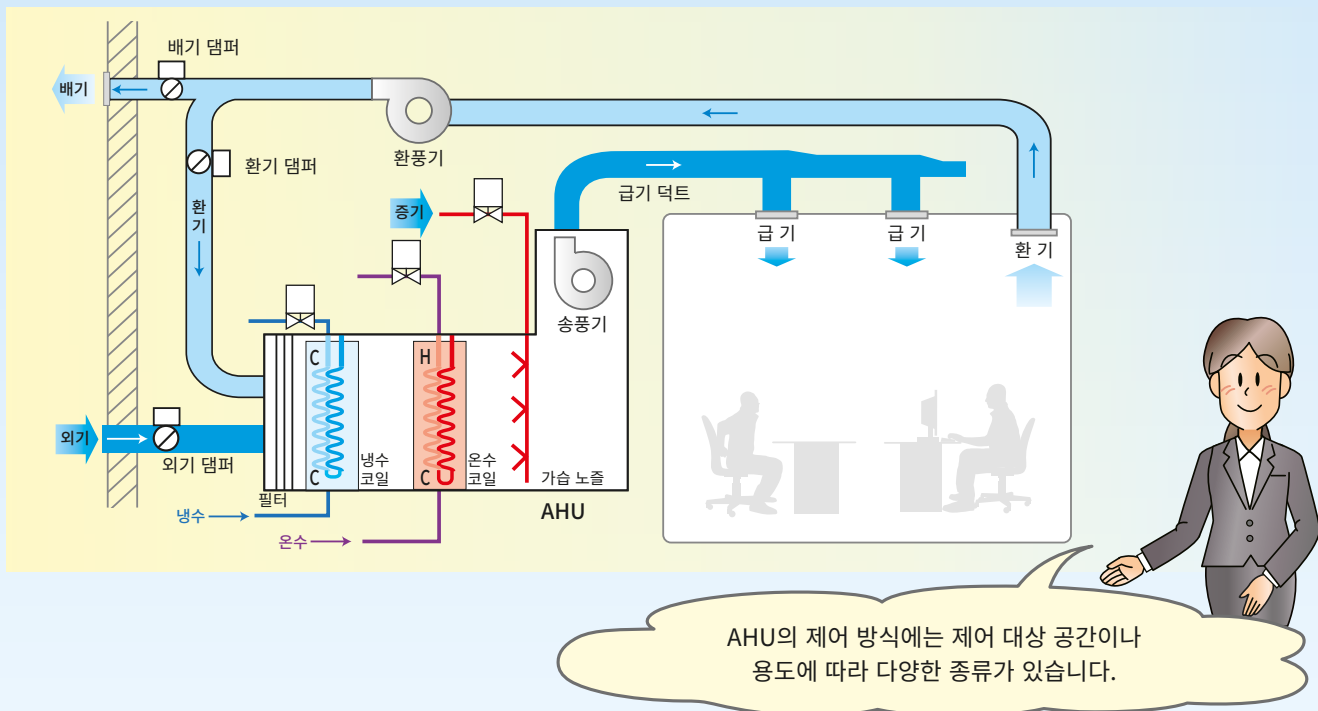 배기 댐퍼
배기
환풍기
환기 댐퍼
급기 덕트
환
기
증기
급 기
급 기
환 기
송풍기
C
H
외기
외기 댐퍼
냉수
코일
온수
코일
C
C
가습 노즐
필터
AHU
냉수
온수
AHU의 제어 방식에는 제어 대상 공간이나
용도에 따라 다양한 종류가 있습니다.